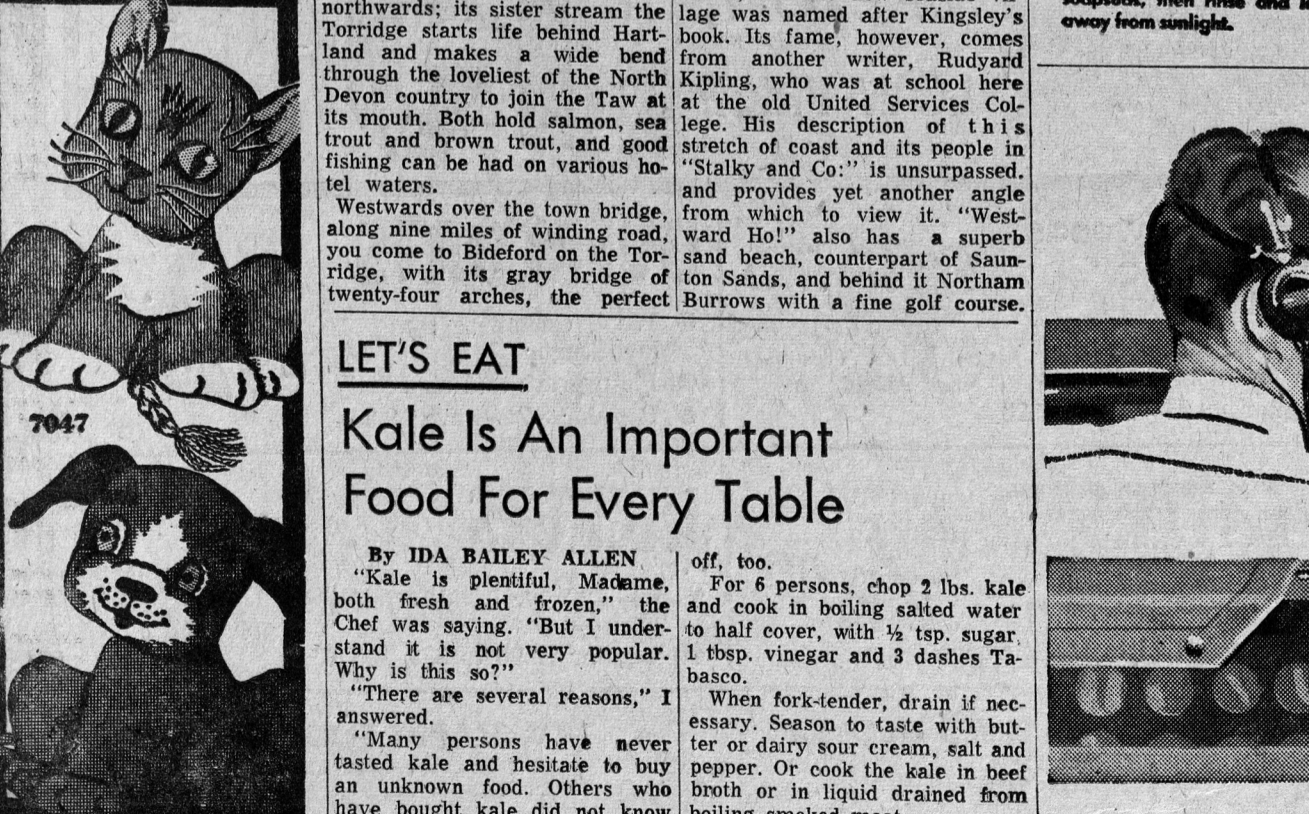 7047
northwards; its sister stream the
Torridge starts life behind Hart-
land and makes a wide bend
through the loveliest of the North
Devon country to join the Taw at
its mouth. Both hold salmon, sea
trout and brown trout, and good
fishing can be had on various ho-
tel waters.
Westwards over the town bridge,
along nine miles of winding road,
you come to Bideford on the Tor-
ridge, with its gray bridge of
twenty-four arches, the perfect
lage was named after Kingsley's
book. Its fame, however, comes
from another writer, Rudyard
Kipling, who was at school here
at the old United Services Col-
lege. His description of this
stretch of coast and its people in
"Stalky and Co:" is unsurpassed.
and provides yet another angle
from which to view it. "West-
ward Ho!" also has a superb
sand beach, counterpart of Saun-
ton Sands, and behind it Northam
Burrows with a fine golf course.
LET'S EAT
Kale Is An Important
Food For Every Table
By IDA BAILEY ALLEN
"Kale is plentiful, Madame,
both fresh and frozen," the
Chef was saying. "But I under-
stand it is not very popular.
Why is this so?"
"There are several reasons," I
answered.
"Many persons have never
tasted kale and hesitate to buy
an unknown food. Others who
have bought kale did not know
off, too.
For 6 persons, chop 2 lbs. kale
and cook in boiling salted water
to half cover, with ½ tsp. sugar,
1 tbsp. vinegar and 3 dashes Ta-
basco.
When fork-tender, drain if nec-
essary. Season to taste with but-
ter or dairy sour cream, salt and
pepper. Or cook the kale in beef
broth or in liquid drained from
boiling smoked meat.
soapsuds, then rinse and
away from sunlight.